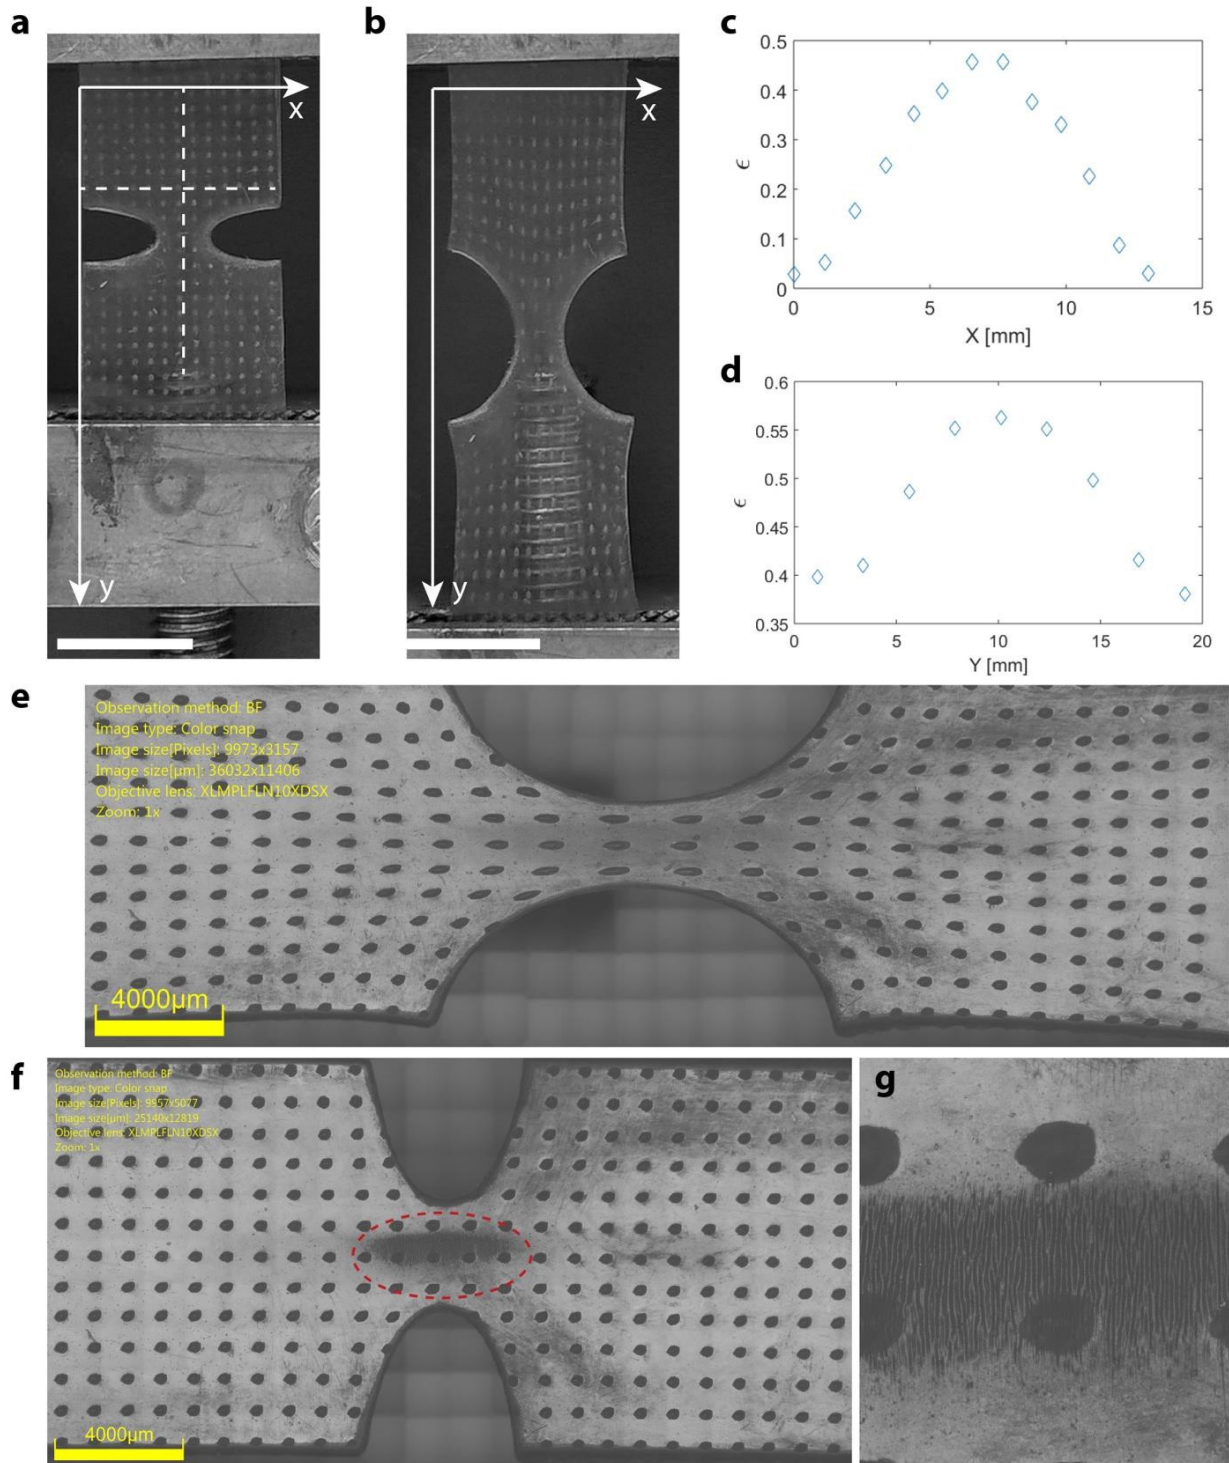 a
x
y
b
x
y
c
0.5
0.4
0.3
0.2
0.1
0
ϵ
0
5
10
15
X [mm]
d
0.6
0.55
0.5
0.45
0.4
0.35
ϵ
0
5
10
15
20
Y [mm]
e
Observation method: BF
Image type: Color snap
Image size[Pixels]: 9973x3157
Image size[µm]: 36032x11406
Objective lens: XLMPLFLN10XDSX
Zoom: 1x
4000µm
f
Observation method: BF
Image type: Color snap
Image size[Pixels]: 9957x5077
Image size[µm]: 25140x12819
Objective lens: XLMPLFLN10XDSX
Zoom: 1x
4000µm
g